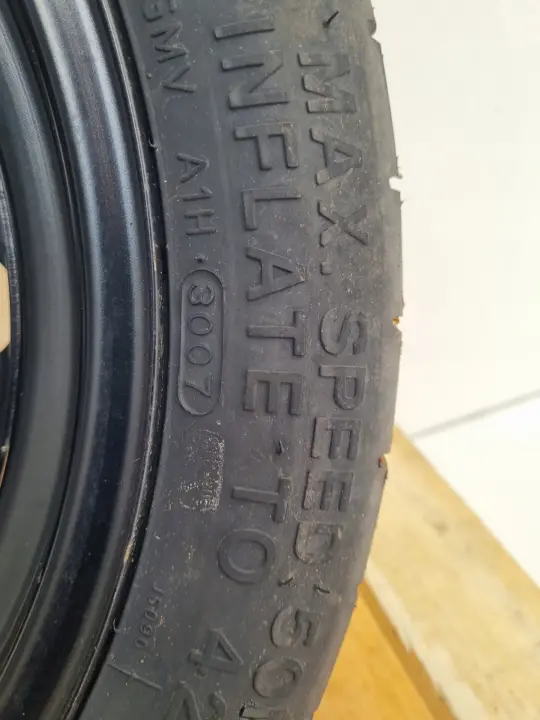 MAX. SPEED 50
INFLATE TO 42
GMV A1H · 3007